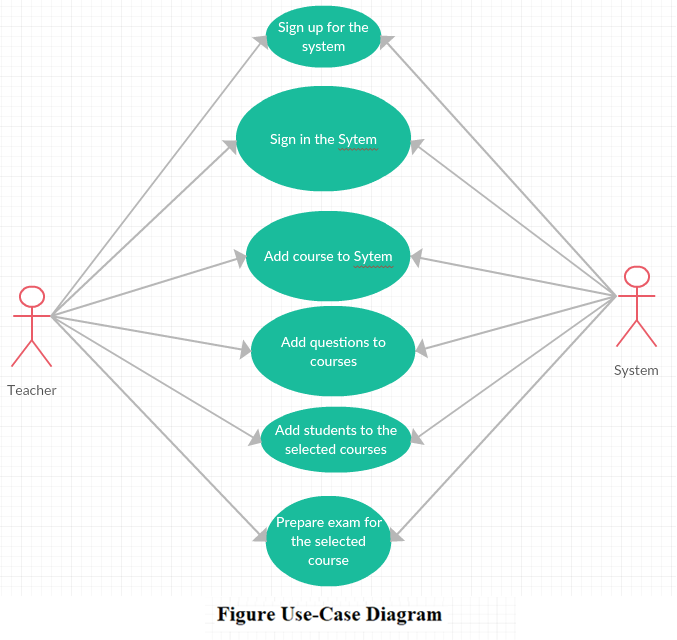 Sign up for the
system
Sign in the Sytem
Add course to Sytem
Add questions to
courses
Add students to the
selected courses
Prepare exam for
the selected
course
Teacher
System
Figure Use-Case Diagram